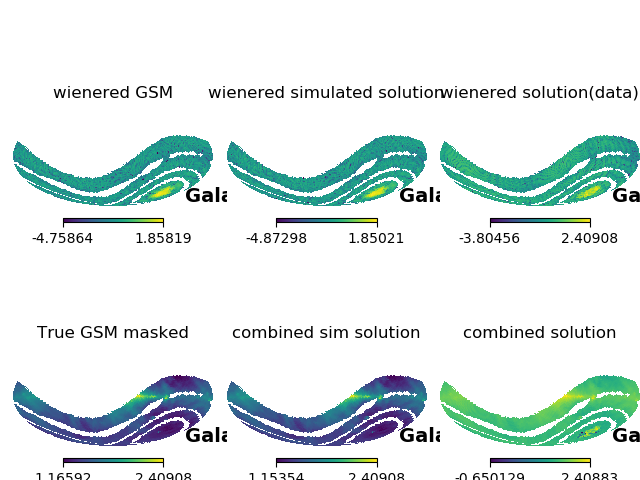 wienered GSM
wienered simulated solution
wienered solution(data)
Gala
Gala
Ga
-4.75864 1.85819
-4.87298 1.85021
-3.80456 2.40908
True GSM masked
combined sim solution
combined solution
Gala
Gala
Ga
1.16592 2.40908
1.15354 2.40908
-0.650129 2.40883